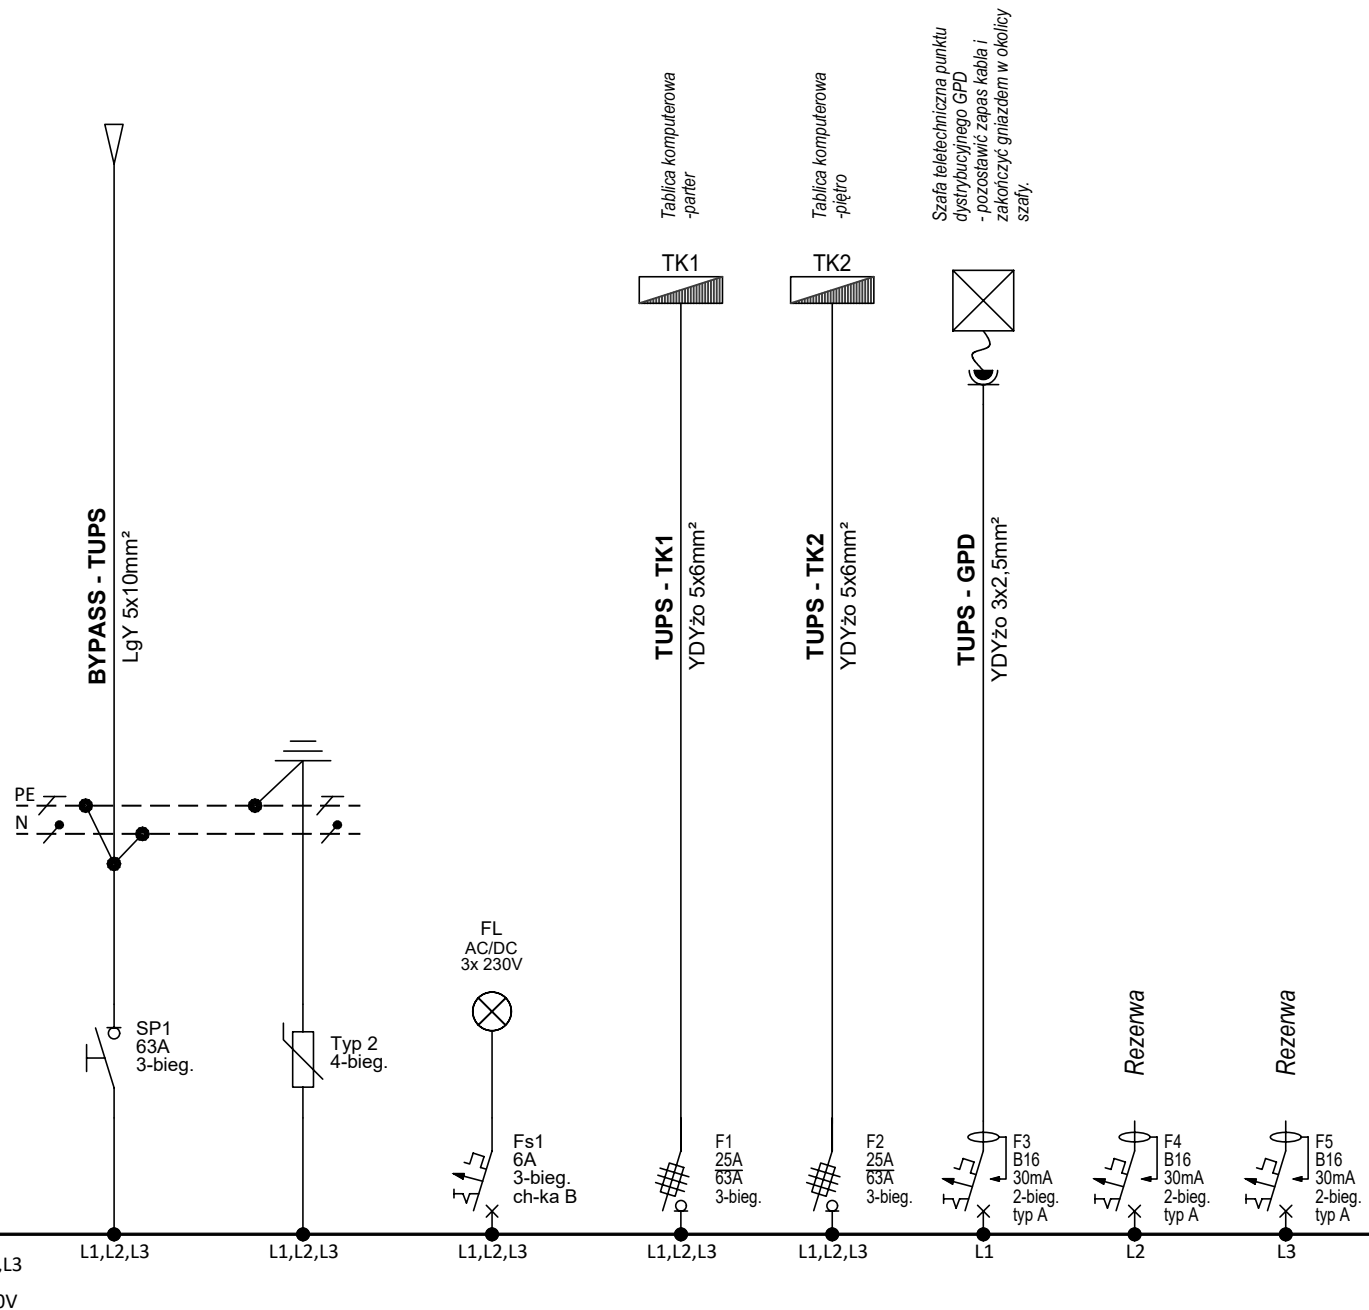 Tablica komputerowa
-parter
Tablica komputerowa
-piętro
Szafa teletechniczna punktu
dystrybucyjnego GPD
- pozostawić zapas kabla i
zakończyć gniazdem w okolicy
szafy.
TK1
TK2
BYPASS - TUPS
LgY 5x10mm²
TUPS - TK1
YDYżo 5x6mm²
TUPS - TK2
YDYżo 5x6mm²
TUPS - GPD
YDYżo 3x2,5mm²
PE
N
FL
AC/DC
3x 230V
SP1
63A
3-bieg.
Typ 2
4-bieg.
Rezerwa
Rezerwa
Fs1
6A
3-bieg.
ch-ka B
F1
25A
63A
3-bieg.
F2
25A
63A
3-bieg.
F3
B16
30mA
2-bieg.
typ A
F4
B16
30mA
2-bieg.
typ A
F5
B16
30mA
2-bieg.
typ A
,L3
L1,L2,L3
L1,L2,L3
L1,L2,L3
L1,L2,L3
L1,L2,L3
L1
L2
L3
0V